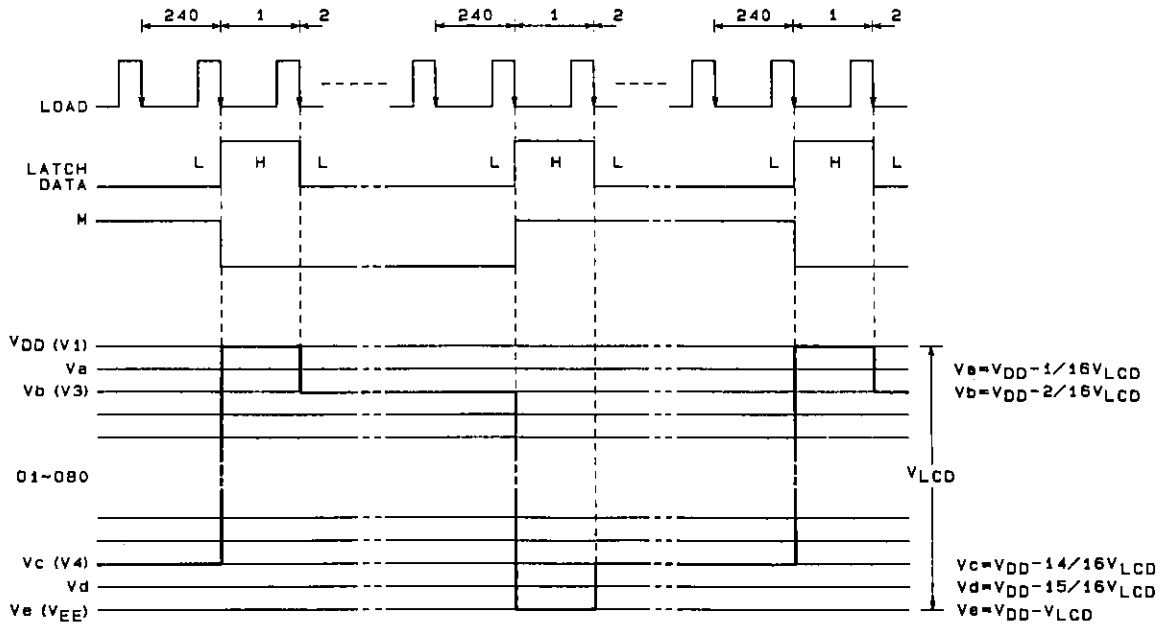 240 1 2 240 1 2 240 1 2
LOAD
L H L L H L L H L
LATCH
DATA
M
VDD (V1)
Va Va=VDD-1/16VLCD
Vb (V3) Vb=VDD-2/16VLCD
01~080 VLCD
Vc (V4) Vc=VDD-14/16VLCD
Vd Vd=VDD-15/16VLCD
Ve (VEE) Ve=VDD-VLCD